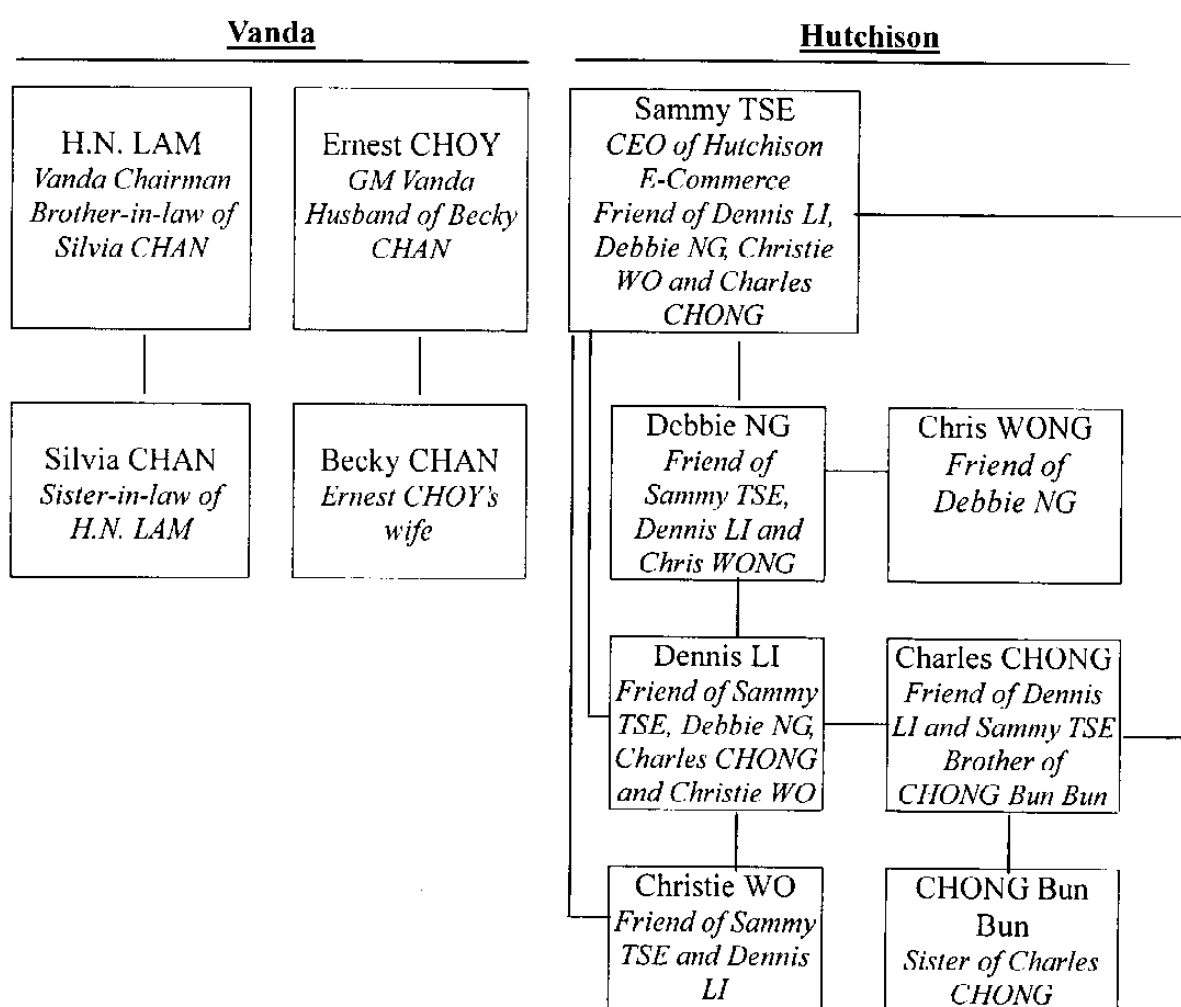 Vanda
H.N. LAM
Vanda Chairman
Brother-in-law of
Silvia CHAN
Ernest CHOY
GM Vanda
Husband of Becky
CHAN
Silvia CHAN
Sister-in-law of
H.N. LAM
Becky CHAN
Ernest CHOY's
wife
Hutchison
Sammy TSE
CEO of Hutchison
E-Commerce
Friend of Dennis LI,
Debbie NG, Christie
WO and Charles
CHONG
Debbie NG
Friend of
Sammy TSE,
Dennis LI and
Chris WONG
Chris WONG
Friend of
Debbie NG
Dennis LI
Friend of Sammy
TSE, Debbie NG,
Charles CHONG
and Christie WO
Charles CHONG
Friend of Dennis
LI and Sammy TSE
Brother of
CHONG Bun Bun
Christie WO
Friend of Sammy
TSE and Dennis
LI
CHONG Bun
Bun
Sister of Charles
CHONG